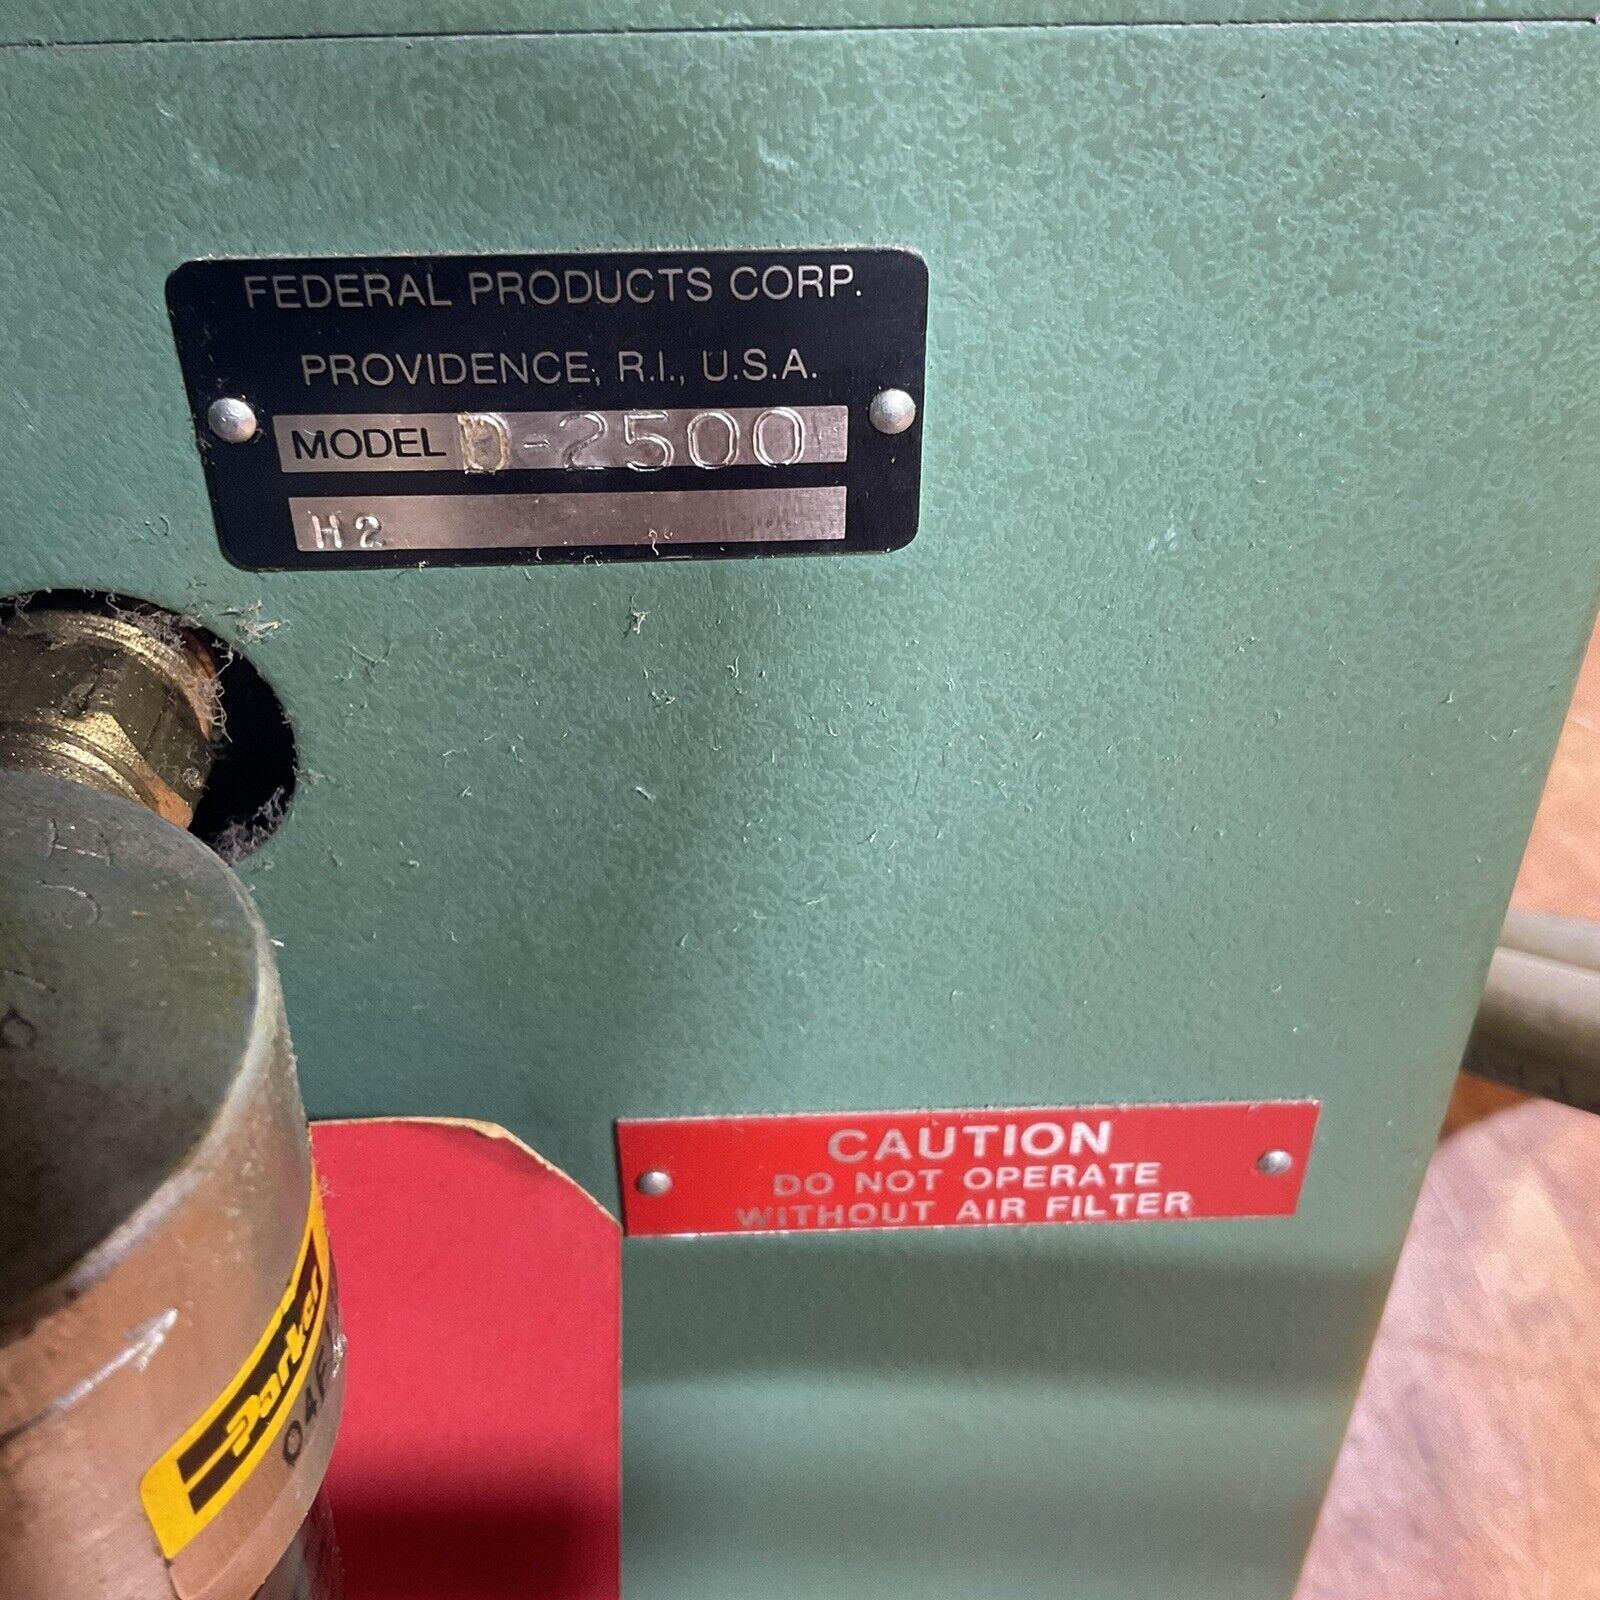 FEDERAL PRODUCTS CORP.
PROVIDENCE, R.I., U.S.A.
MODEL D-2500
H2
CAUTION
DO NOT OPERATE
WITHOUT AIR FILTER
Parker